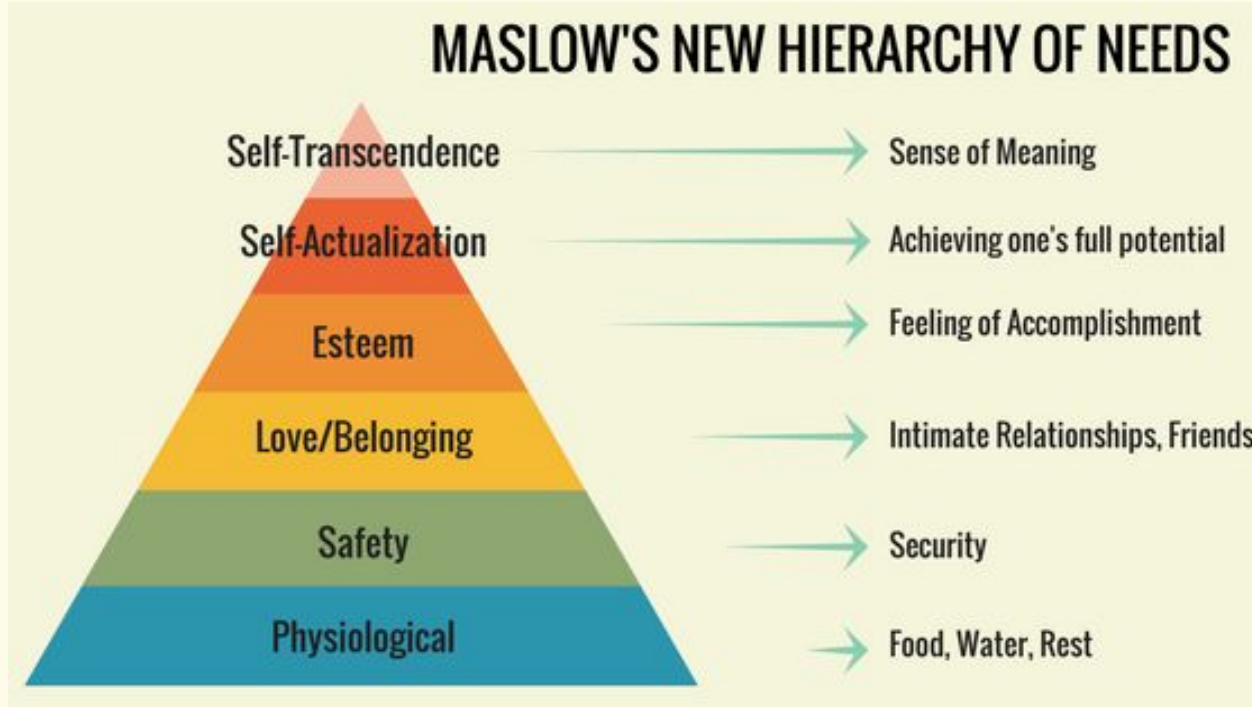 MASLOW'S NEW HIERARCHY OF NEEDS
Self-Transcendence
Sense of Meaning
Self-Actualization
Achieving one's full potential
Esteem
Feeling of Accomplishment
Love/Belonging
Intimate Relationships, Friends
Safety
Security
Physiological
Food, Water, Rest